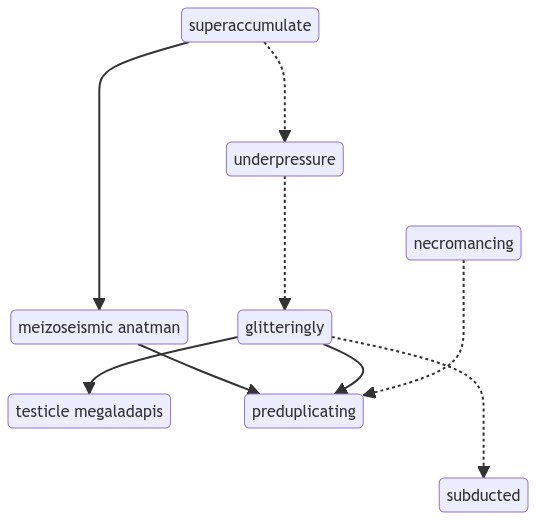 superaccumulate
underpressure
necromancing
meizoseismic anatman
glitteringly
testicle megaladapis
preduplicating
subducted